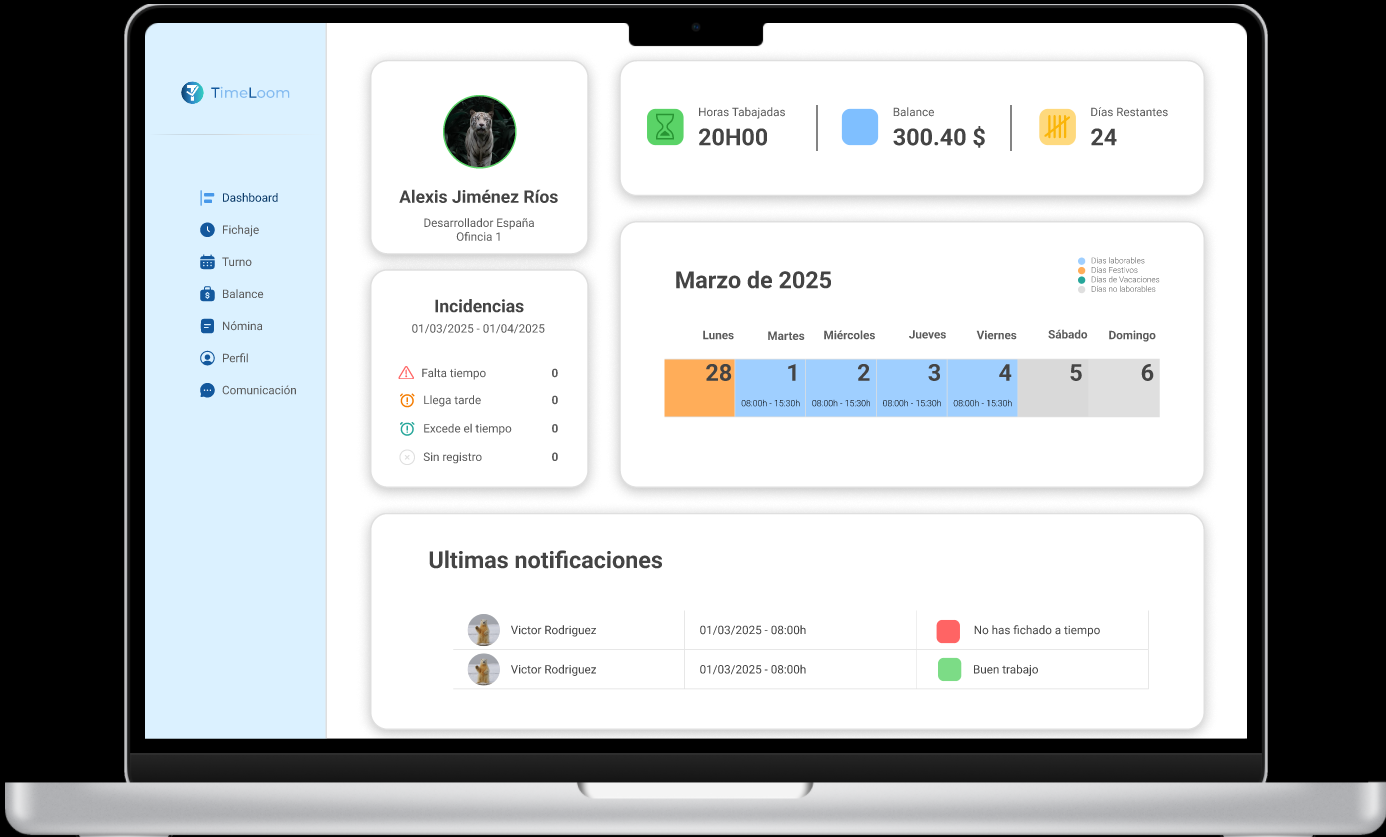 TimeLoom
Dashboard
Fichaje
Turno
Balance
Nómina
Perfil
Comunicación
Alexis Jiménez Ríos
Desarrollador España
Ofincia 1
Horas Tabajadas
20H00
Balance
300.40 $
Días Restantes
24
Incidencias
01/03/2025 - 01/04/2025
Falta tiempo 0
Llega tarde 0
Excede el tiempo 0
Sin registro 0
Marzo de 2025
Días laborables
Días Festivos
Días de Vacaciones
Días no laborables
Lunes Martes Miércoles Jueves Viernes Sábado Domingo
28 1 2 3 4 5 6
08:00h - 15:30h 08:00h - 15:30h 08:00h - 15:30h 08:00h - 15:30h
Ultimas notificaciones
Victor Rodriguez 01/03/2025 - 08:00h No has fichado a tiempo
Victor Rodriguez 01/03/2025 - 08:00h Buen trabajo